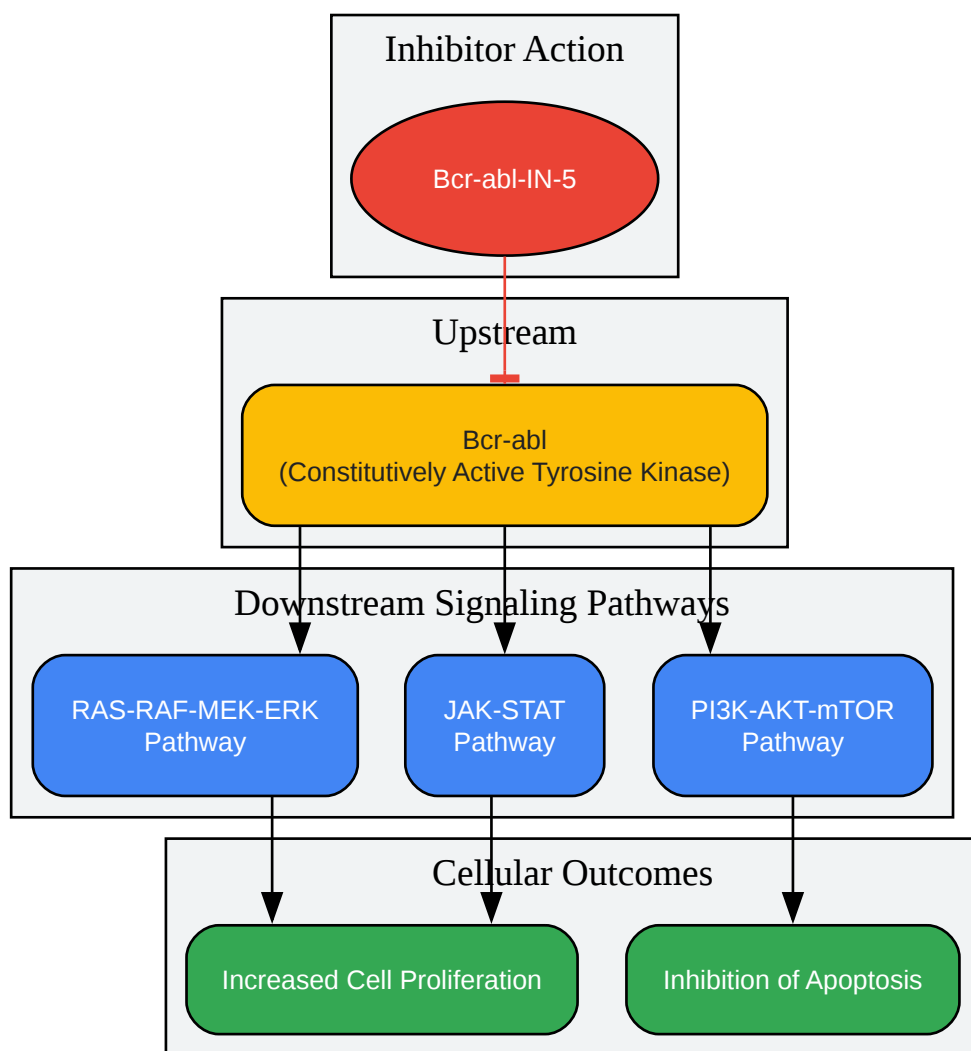 Inhibitor Action
Bcr-abl-IN-5
Upstream
Bcr-abl
(Constitutively Active Tyrosine Kinase)
Downstream Signaling Pathways
RAS-RAF-MEK-ERK
Pathway
JAK-STAT
Pathway
PI3K-AKT-mTOR
Pathway
Cellular Outcomes
Increased Cell Proliferation
Inhibition of Apoptosis